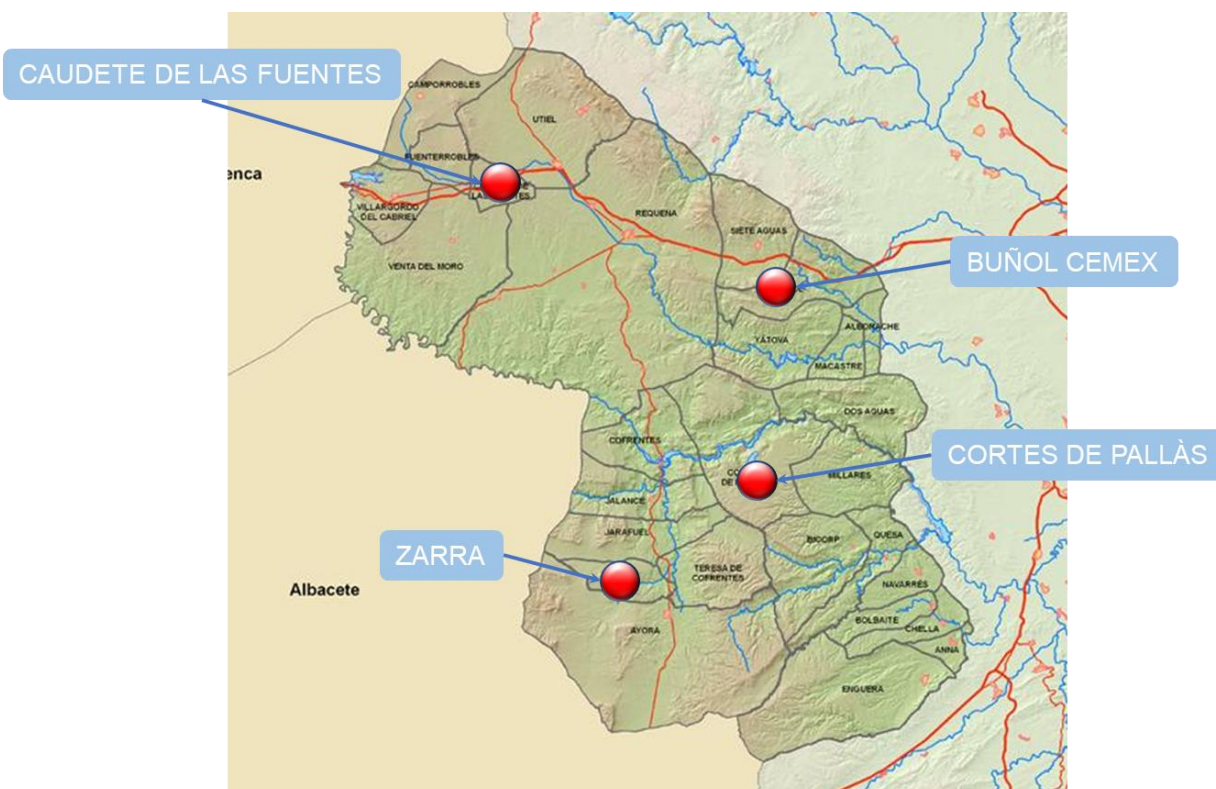 CAUDETE DE LAS FUENTES
CAMPORROBLES
UTIEL
FUENTERROBLES
enca
VILLARGORDO
DEL CABRIEL
REQUENA
SIETE AGUAS
VENTA DEL MORO
BUÑOL CEMEX
ALBORACHE
YÁTOVA
MACASTRE
DOS AGUAS
COFRENTES
CORTES DE PALLÀS
MILLARES
JALANCE
JARAFUEL
BICORP
QUESA
ZARRA
TERESA DE
COFRENTES
NAVARRÉS
Albacete
BOLBAITE
CHELLA
AYORA
ANNA
ENGUERA